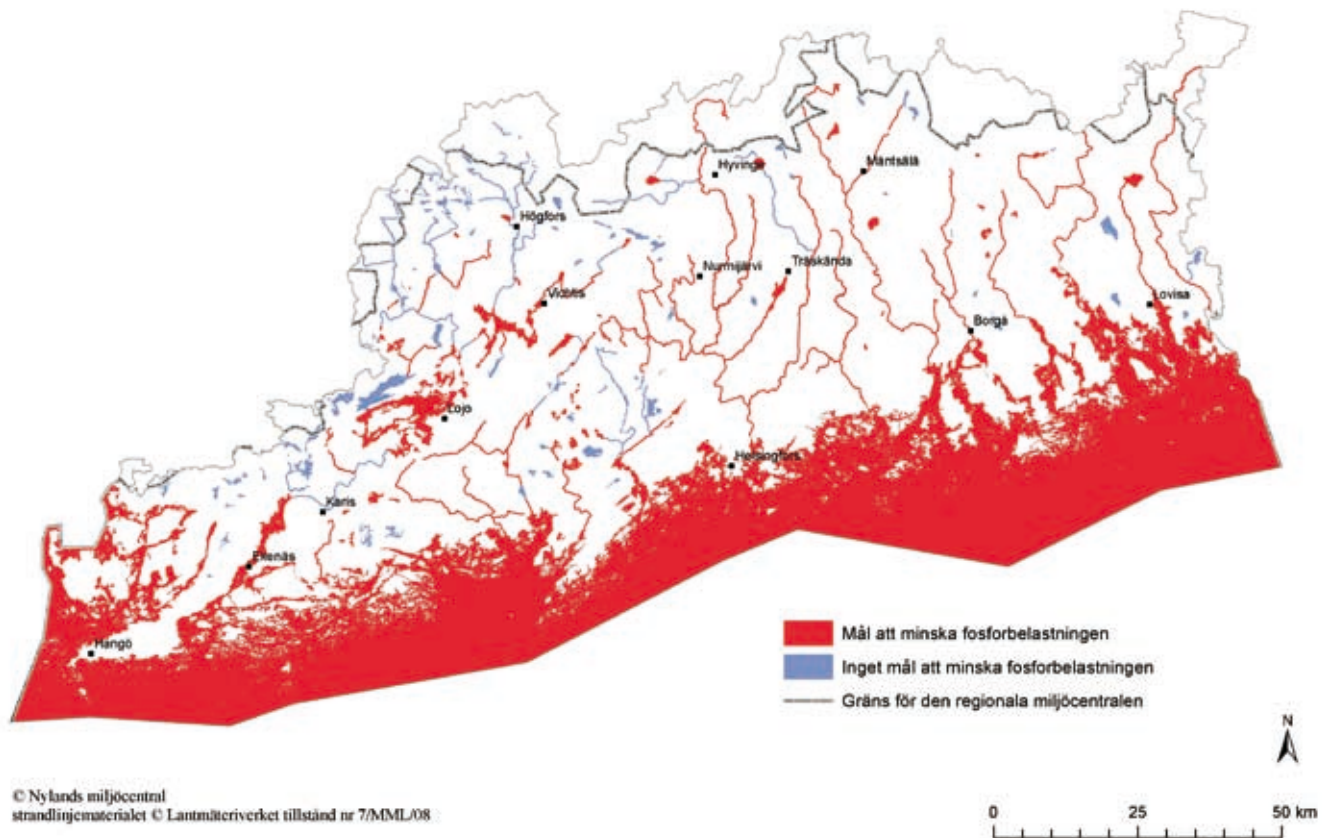 Hyvinge
Mäntsälä
Högfors
Nurmijärvi
Träskända
Vichtis
Lovisa
Borgå
Lojo
Helsingfors
Karis
Ekenäs
Hangö
Mål att minska fosforbelastningen
Inget mål att minska fosforbelastningen
Gräns för den regionala miljöcentralen
N
© Nylands miljöcentral
strandlinjematerialet © Lantmäteriverket tillstånd nr 7/MML/08
0 25 50 km